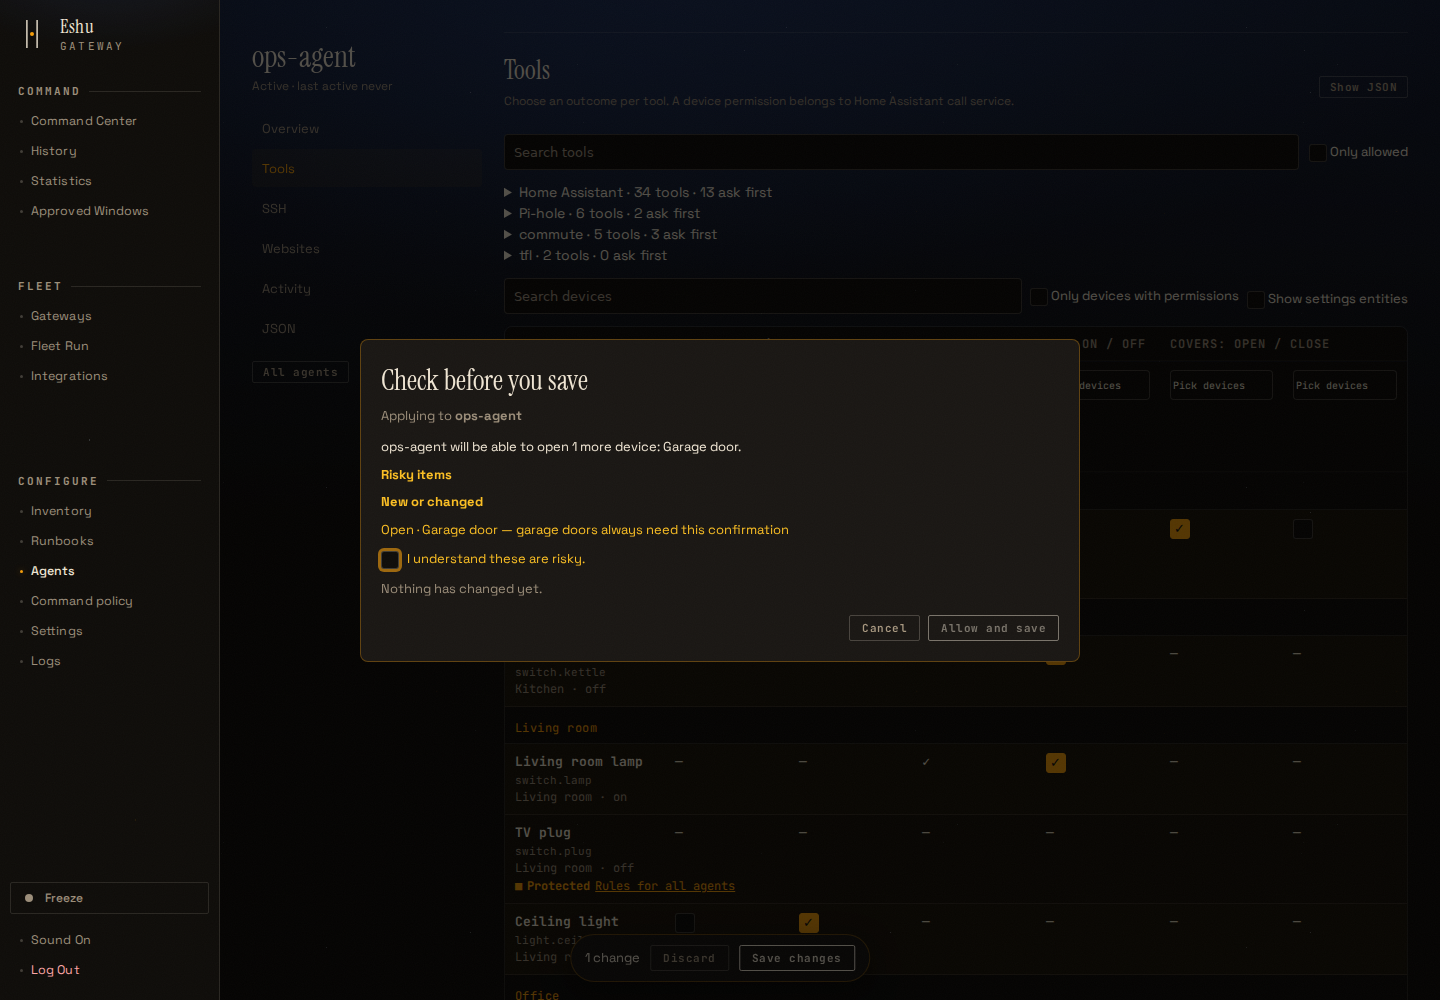 Eshu
GATEWAY
COMMAND
Command Center
History
Statistics
Approved Windows
FLEET
Gateways
Fleet Run
Integrations
CONFIGURE
Inventory
Runbooks
Agents
Command policy
Settings
Logs
Freeze
Sound On
Log Out
ops-agent
Active · last active never
Overview
Tools
SSH
Websites
Activity
JSON
All agents
Tools
Choose an outcome per tool. A device permission belongs to Home Assistant call service.
Show JSON
Search tools
Only allowed
Home Assistant · 34 tools · 13 ask first
Pi-hole · 6 tools · 2 ask first
commute · 5 tools · 3 ask first
tfl · 2 tools · 0 ask first
Search devices
Only devices with permissions
Show settings entities
ON / OFF
COVERS: OPEN / CLOSE
devices
Pick devices
Pick devices
Check before you save
Applying to ops-agent
ops-agent will be able to open 1 more device: Garage door.
Risky items
New or changed
Open · Garage door — garage doors always need this confirmation
I understand these are risky.
Nothing has changed yet.
Cancel
Allow and save
switch.kettle
Kitchen · off
Living room
Living room lamp
switch.lamp
Living room · on
TV plug
switch.plug
Living room · off
Protected Rules for all agents
Ceiling light
light.ceil
Living r
1 change
Discard
Save changes
Office